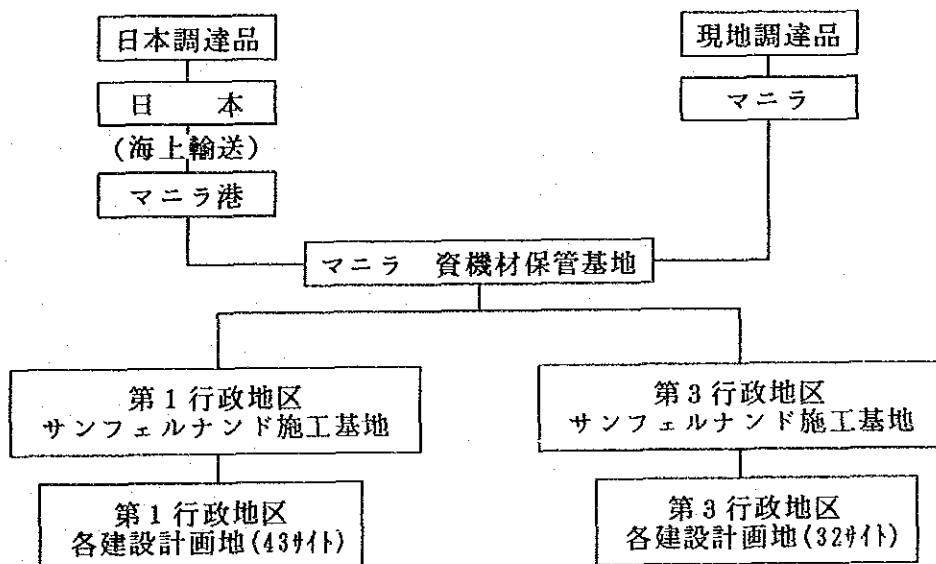 日本調達品
現地調達品
日　本
マニラ
(海上輸送)
マニラ港
マニラ　資機材保管基地
第1行政地区
サンフェルナンド施工基地
第3行政地区
サンフェルナンド施工基地
第1行政地区
各建設計画地(43ｻｲﾄ)
第3行政地区
各建設計画地(32ｻｲﾄ)